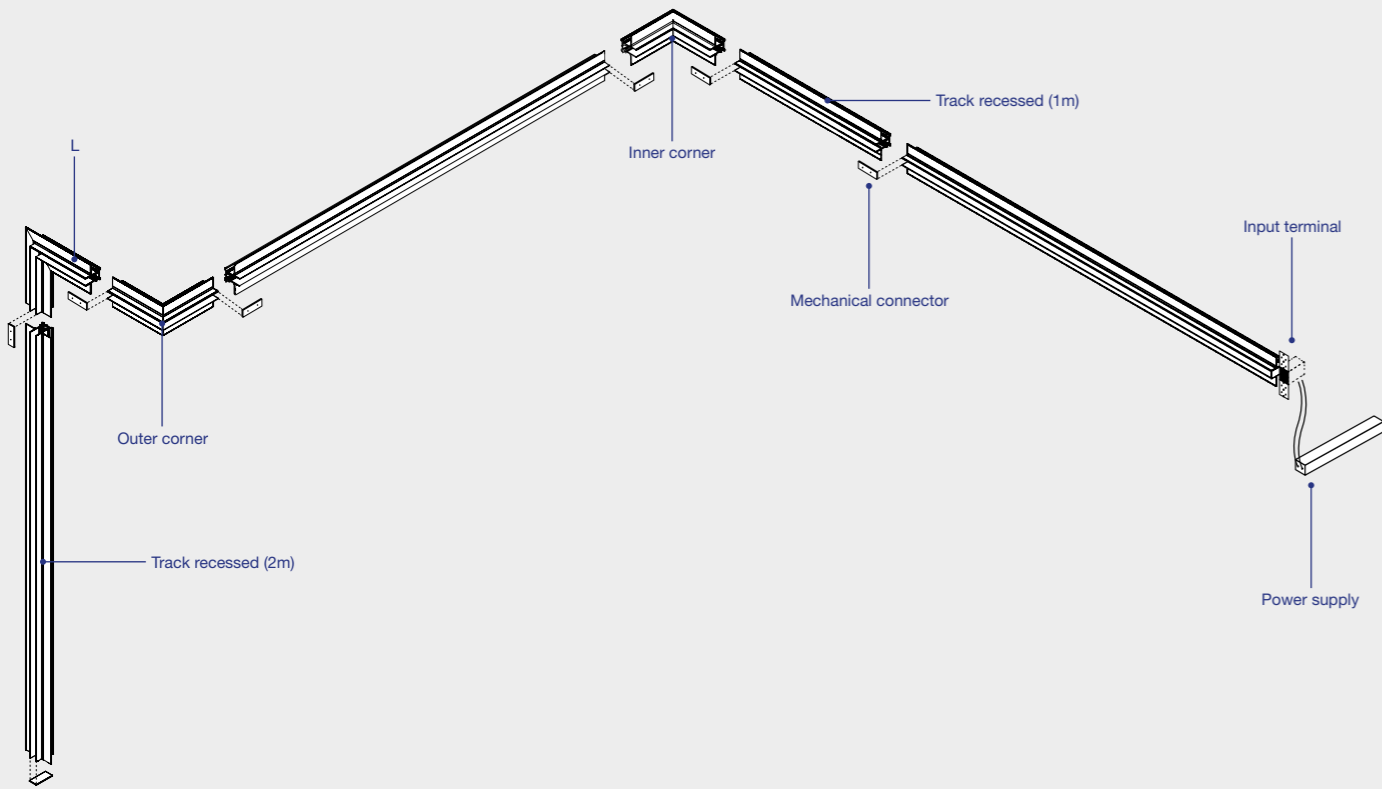 Track recessed (1m)
L
Inner corner
Input terminal
Mechanical connector
Outer corner
Track recessed (2m)
Power supply